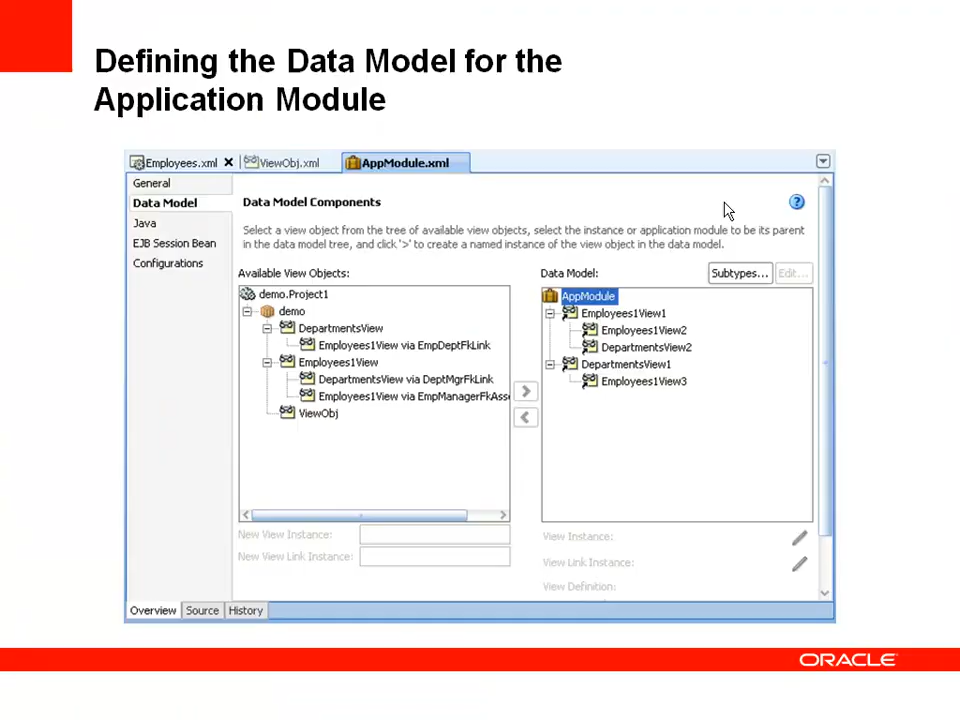 Defining the Data Model for the
Application Module
Employees.xml
ViewObj.xml
AppModule.xml
General
Data Model
Java
EJB Session Bean
Configurations
Data Model Components
?
Select a view object from the tree of available view objects, select the instance or application module to be its parent
in the data model tree, and click '>' to create a named instance of the view object in the data model.
Available View Objects:
demo.Project1
demo
DepartmentsView
Employees1View via EmpDeptFkLink
Employees1View
DepartmentsView via DeptMgrFkLink
Employees1View via EmpManagerFkAsso
ViewObj
New View Instance:
New View Link Instance:
Data Model:
Subtypes...
Edit...
AppModule
Employees1View1
Employees1View2
DepartmentsView2
DepartmentsView1
Employees1View3
View Instance:
View Link Instance:
View Definition:
Overview
Source
History
ORACLE